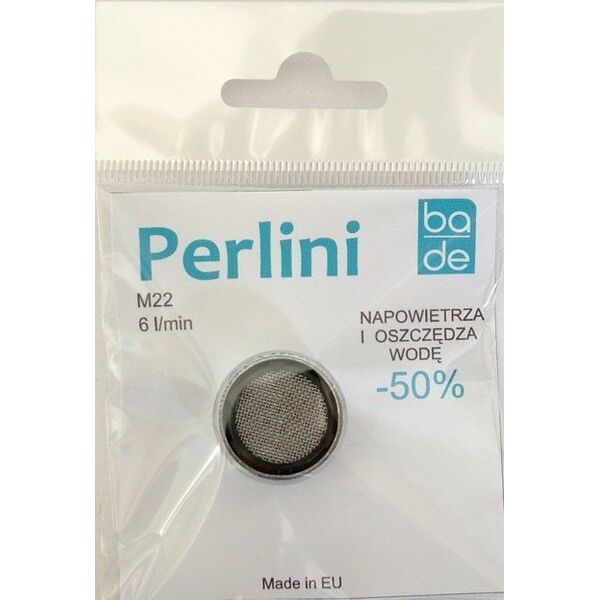 Perlini
ba
de
M22
6 l/min
NAPOWIETRZA
I OSZCZĘDZA
WODĘ
-50%
Made in EU